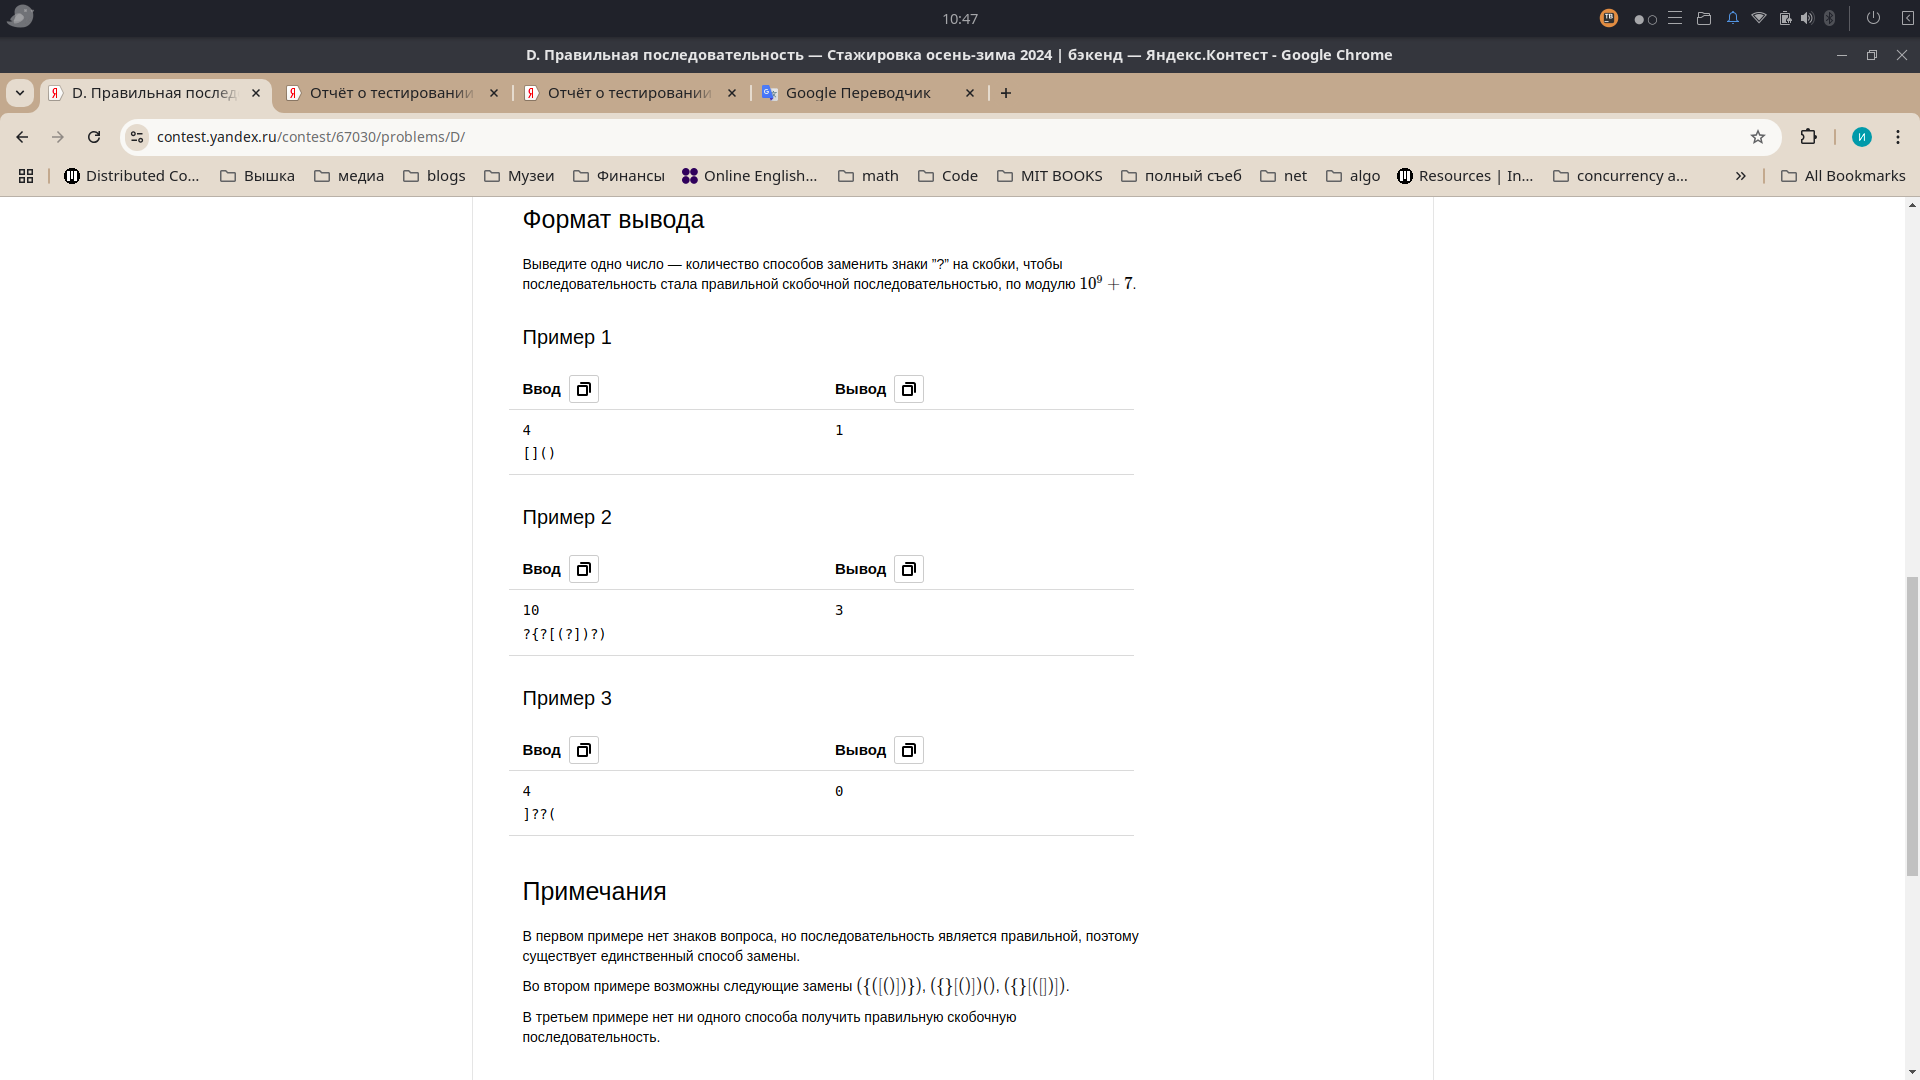 10:47
D. Правильная последовательность — Стажировка осень-зима 2024 | бэкенд — Яндекс.Контест - Google Chrome
D. Правильная послед
Отчёт о тестировании
Отчёт о тестировании
Google Переводчик
contest.yandex.ru/contest/67030/problems/D/
И
Distributed Co...
Вышка
медиа
blogs
Музеи
Финансы
Online English...
math
Code
MIT BOOKS
полный съеб
net
algo
Resources | In...
concurrency a...
All Bookmarks
Формат вывода
Выведите одно число — количество способов заменить знаки "?" на скобки, чтобы
последовательность стала правильной скобочной последовательностью, по модулю 10⁹ + 7.
Пример 1
Ввод Вывод
4 1
[]()
Пример 2
Ввод Вывод
10 3
?{?[(?])?)
Пример 3
Ввод Вывод
4 0
]??(
Примечания
В первом примере нет знаков вопроса, но последовательность является правильной, поэтому
существует единственный способ замены.
Во втором примере возможны следующие замены ({([()])}), ({}[()])(), ({}[([])]).
В третьем примере нет ни одного способа получить правильную скобочную
последовательность.